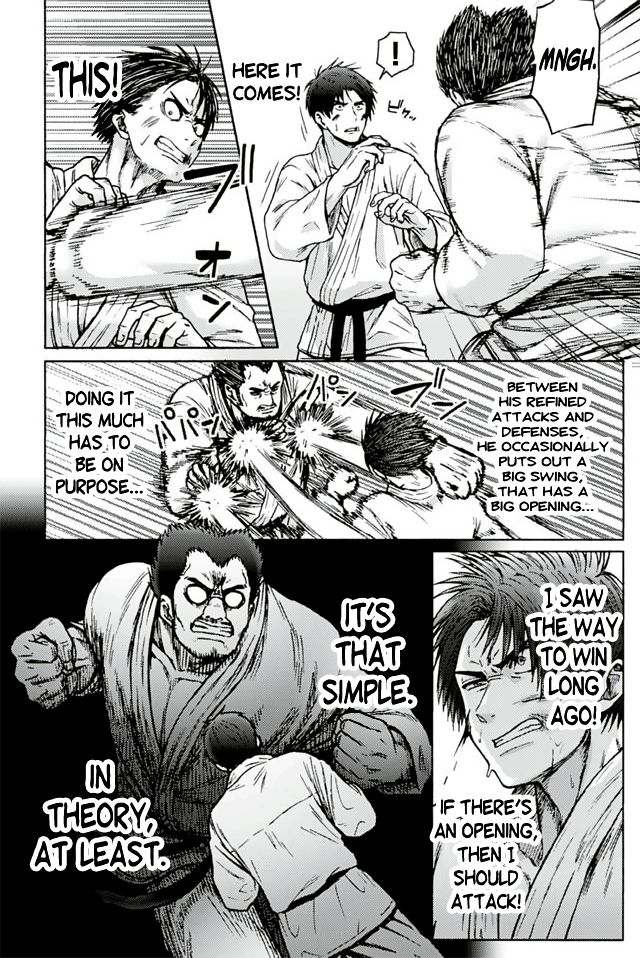 MNGH.
!
ビクッ
HERE IT
COMES!
THIS!
オオ
BETWEEN
HIS REFINED
ATTACKS AND
DEFENSES,
HE OCCASIONALLY
PUTS OUT A
BIG SWING,
THAT HAS A
BIG OPENING...
パパン
パン
DOING IT
THIS MUCH
HAS TO
BE ON
PURPOSE...
I SAW
THE WAY
TO WIN
LONG
AGO!
IF THERE'S
AN OPENING,
THEN I
SHOULD
ATTACK!
IT'S
THAT
SIMPLE.
IN
THEORY,
AT LEAST.